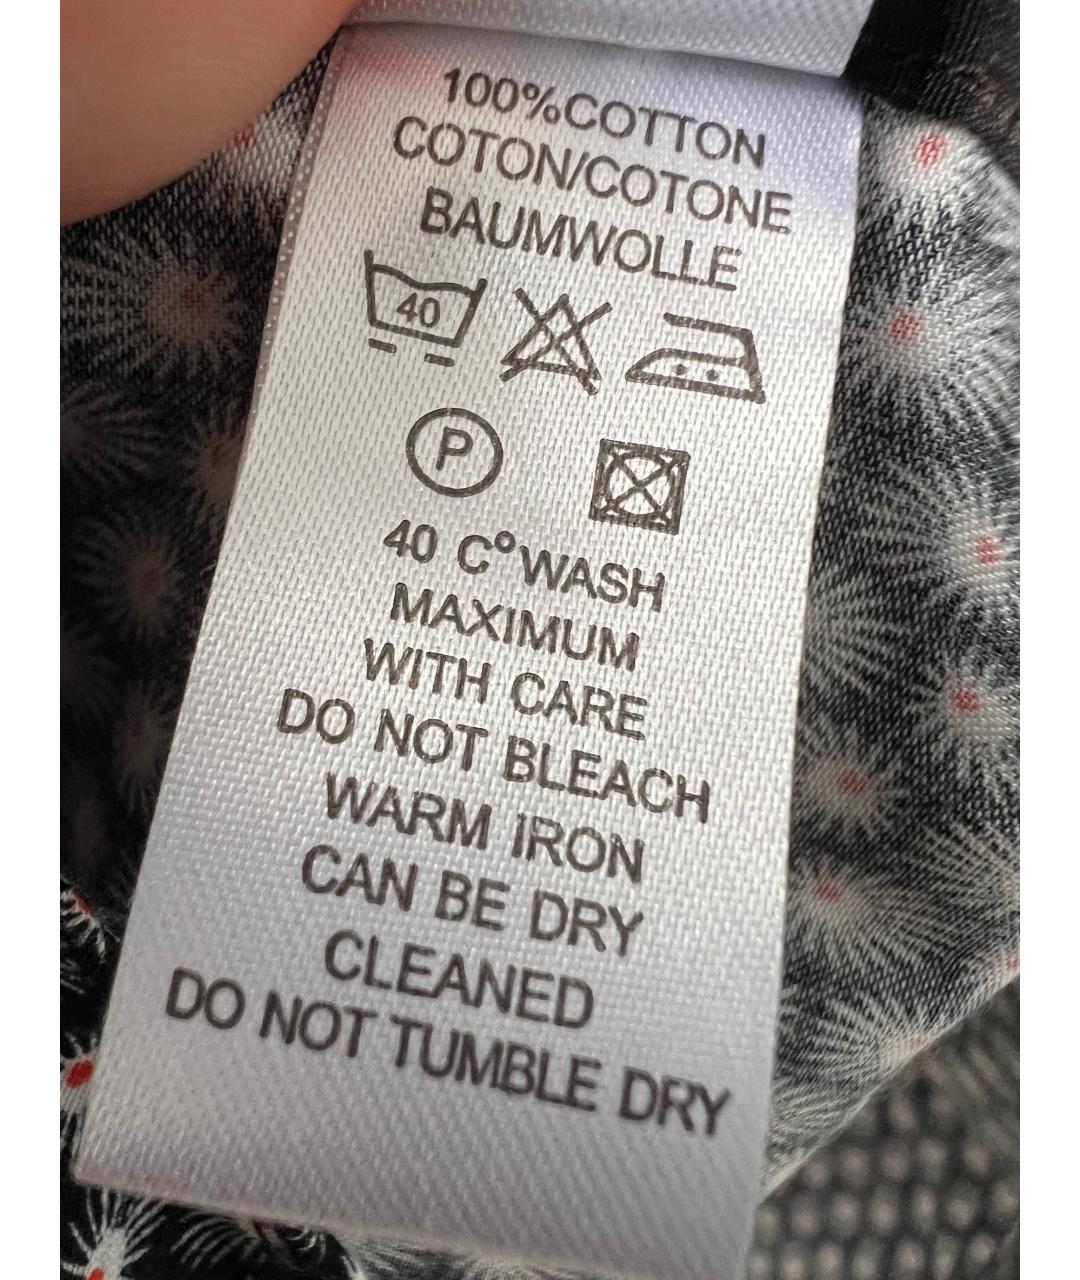 100%COTTON
COTON/COTONE
BAUMWOLLE
40
P
40 C°WASH
MAXIMUM
WITH CARE
DO NOT BLEACH
WARM IRON
CAN BE DRY
CLEANED
DO NOT TUMBLE DRY